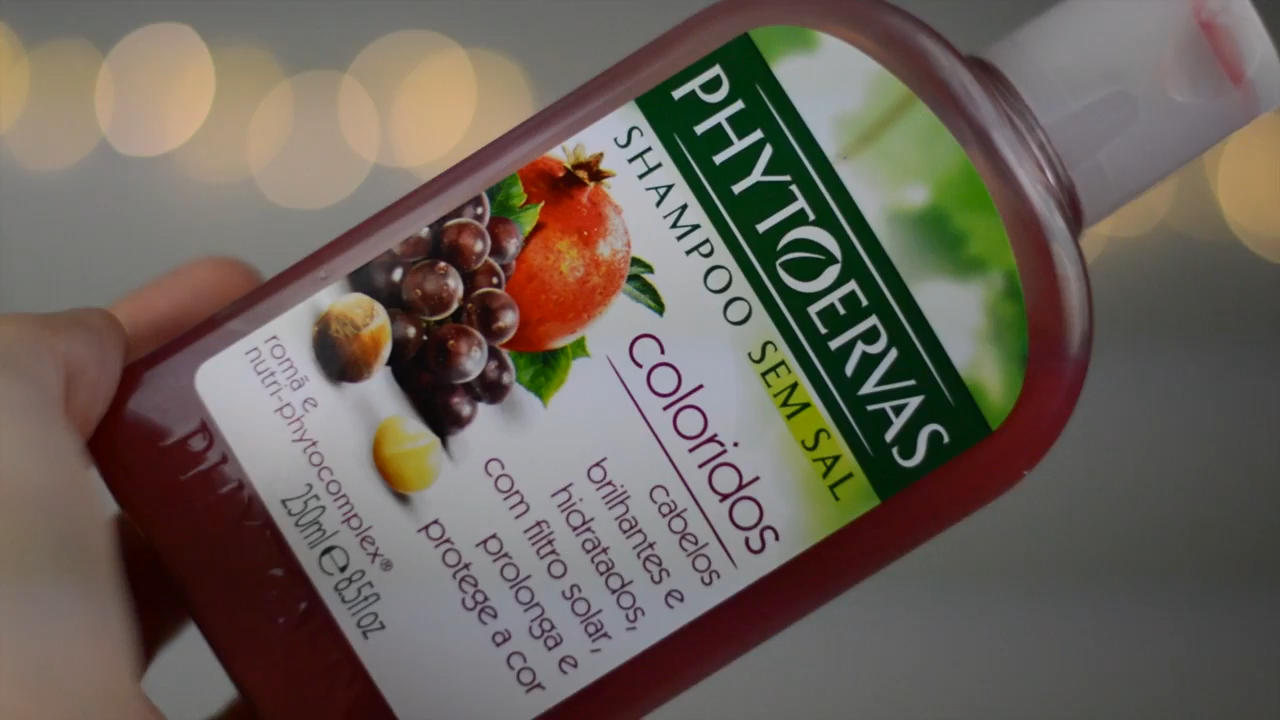 PHYTOERVAS
SHAMPOO SEM SAL
coloridos
cabelos
brilhantes e
hidratados,
com filtro solar,
prolonga e
protege a cor
romã e
nutri-phytocomplex®
250ml e 8.5fl oz